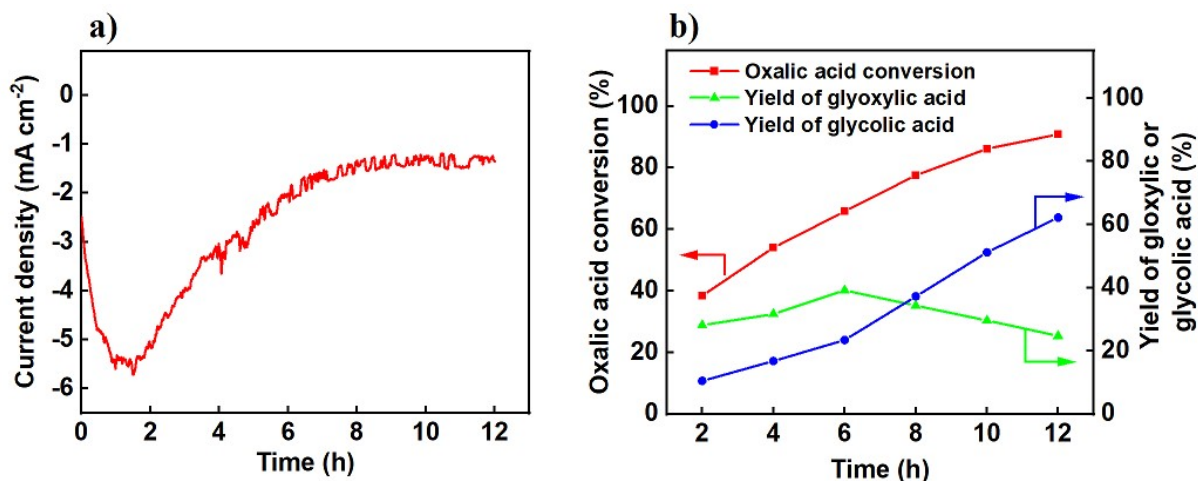 a)
Current density (mA cm⁻²)
0
-1
-2
-3
-4
-5
-6
0 2 4 6 8 10 12
Time (h)
b)
Oxalic acid conversion (%)
100
80
60
40
20
0
Oxalic acid conversion
Yield of glyoxylic acid
Yield of glycolic acid
2 4 6 8 10 12
Time (h)
100
80
60
40
20
0
Yield of gloxylic or
glycolic acid (%)